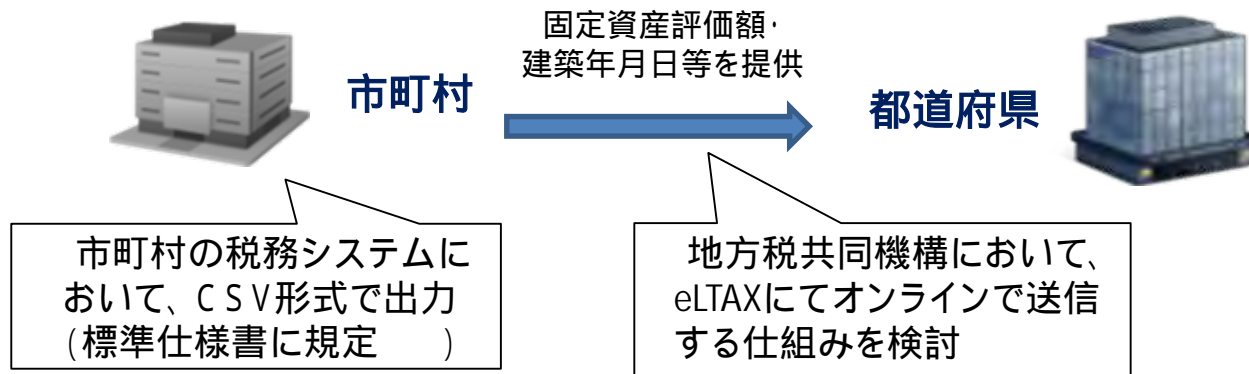 固定資産評価額・
建築年月日等を提供
市町村
都道府県
市町村の税務システムに
おいて、CSV形式で出力
(標準仕様書に規定　　)
地方税共同機構において、
eLTAXにてオンラインで送信
する仕組みを検討